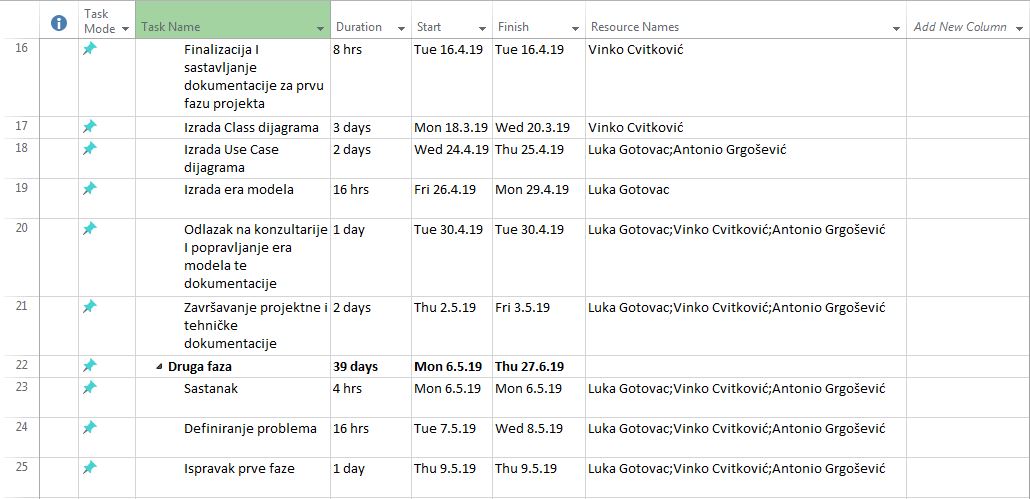 Task Mode Task Name Duration Start Finish Resource Names Add New Column
16 Finalizacija I sastavljanje dokumentacije za prvu fazu projekta 8 hrs Tue 16.4.19 Tue 16.4.19 Vinko Cvitković
17 Izrada Class dijagrama 3 days Mon 18.3.19 Wed 20.3.19 Vinko Cvitković
18 Izrada Use Case dijagrama 2 days Wed 24.4.19 Thu 25.4.19 Luka Gotovac;Antonio Grgošević
19 Izrada era modela 16 hrs Fri 26.4.19 Mon 29.4.19 Luka Gotovac
20 Odlazak na konzultarije I popravljanje era modela te dokumentacije 1 day Tue 30.4.19 Tue 30.4.19 Luka Gotovac;Vinko Cvitković;Antonio Grgošević
21 Završavanje projektne i tehničke dokumentacije 2 days Thu 2.5.19 Fri 3.5.19 Luka Gotovac;Vinko Cvitković;Antonio Grgošević
22 Druga faza 39 days Mon 6.5.19 Thu 27.6.19
23 Sastanak 4 hrs Mon 6.5.19 Mon 6.5.19 Luka Gotovac;Vinko Cvitković;Antonio Grgošević
24 Definiranje problema 16 hrs Tue 7.5.19 Wed 8.5.19 Luka Gotovac;Vinko Cvitković;Antonio Grgošević
25 Ispravak prve faze 1 day Thu 9.5.19 Thu 9.5.19 Luka Gotovac;Vinko Cvitković;Antonio Grgošević